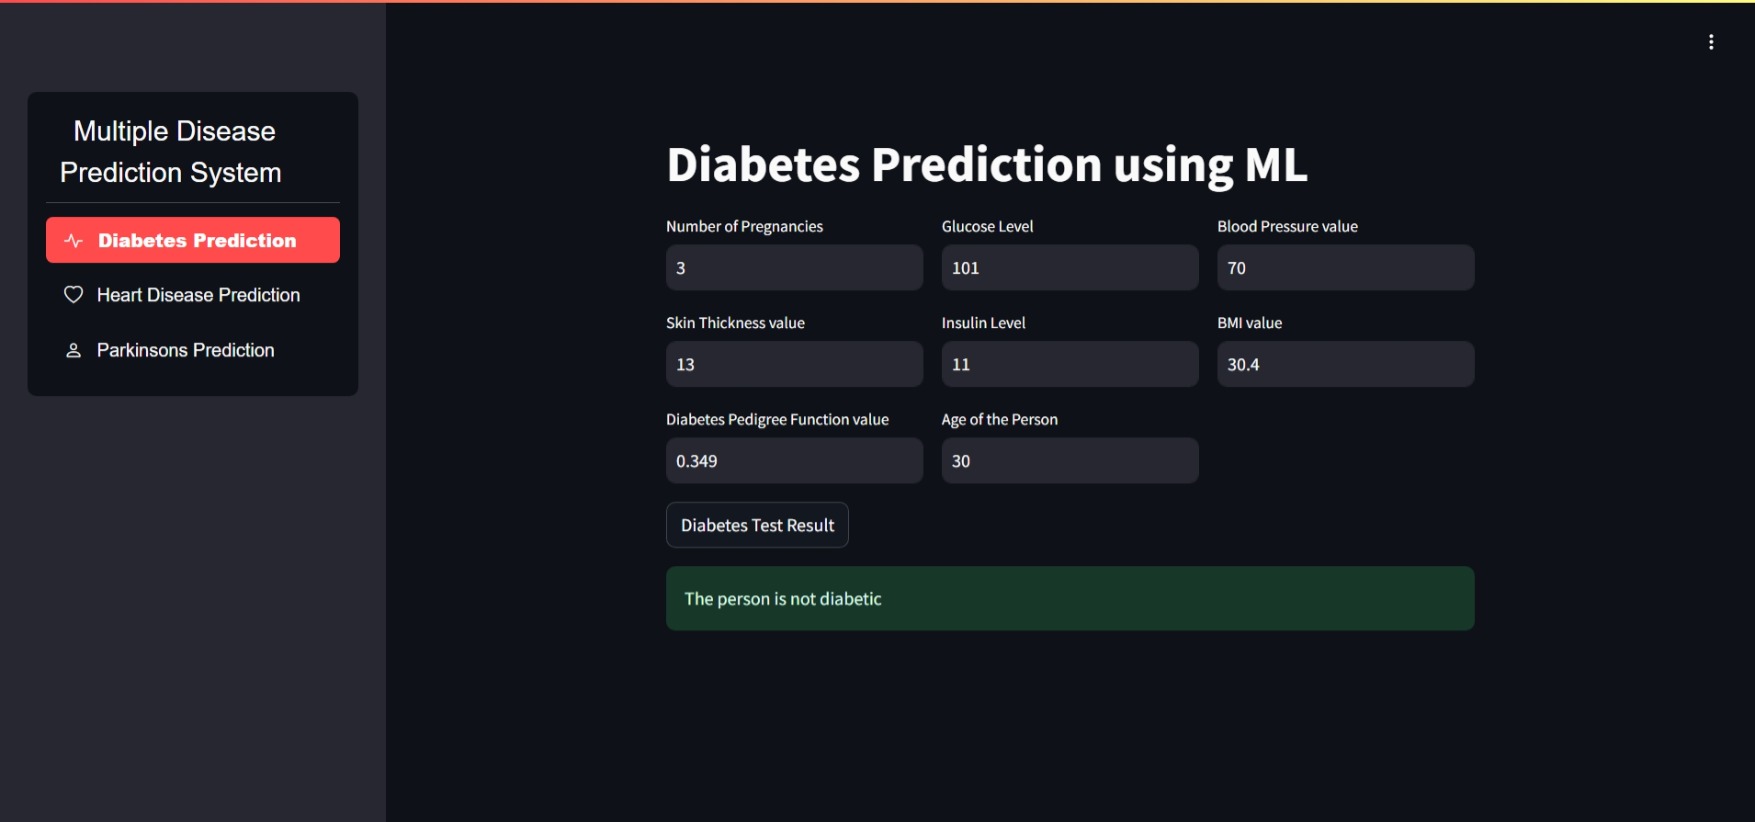 Multiple Disease
Prediction System
Diabetes Prediction
Heart Disease Prediction
Parkinsons Prediction
Diabetes Prediction using ML
Number of Pregnancies
3
Glucose Level
101
Blood Pressure value
70
Skin Thickness value
13
Insulin Level
11
BMI value
30.4
Diabetes Pedigree Function value
0.349
Age of the Person
30
Diabetes Test Result
The person is not diabetic